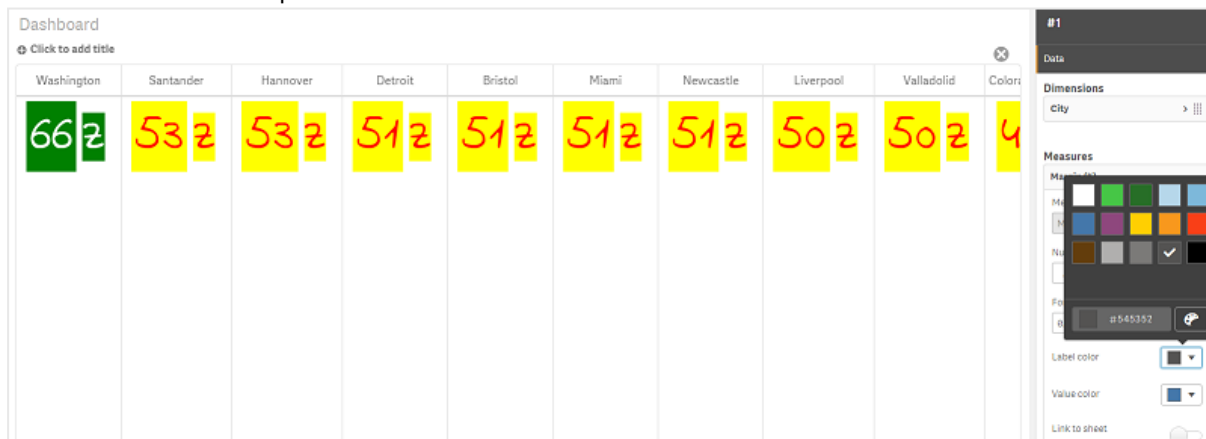 Dashboard
#1
Click to add title
Data
Washington Santander Hannover Detroit Bristol Miami Newcastle Liverpool Valladolid
Dimensions
City
66 z 53 z 53 z 51 z 51 z 51 z 51 z 50 z 50 z 4
Measures
#545352
Label color
Value color
Link to sheet